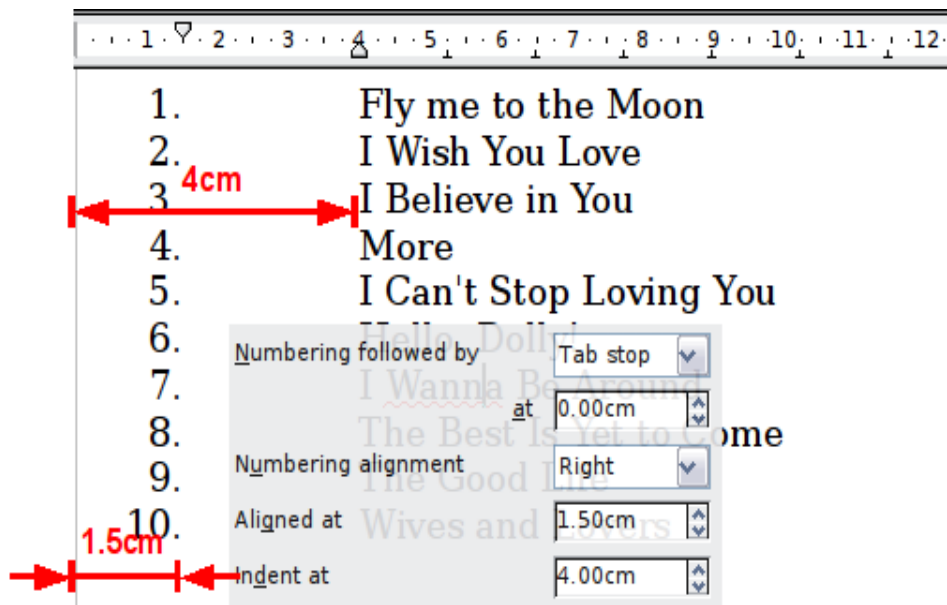 1 2 3 4 5 6 7 8 9 10 11 12
1. Fly me to the Moon
2. I Wish You Love
4cm
3 I Believe in You
4. More
5. I Can't Stop Loving You
6. Hello, Dolly!
Numbering followed by Tab stop
7. I Wanna Be Around
at 0.00cm
8. The Best Is Yet to Come
Numbering alignment Right
9. The Good Life
Aligned at 1.50cm
10. Wives and Lovers
1.5cm
Indent at 4.00cm